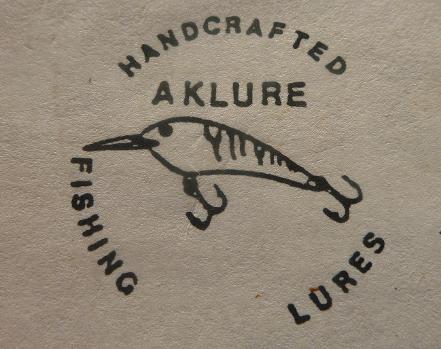 HANDCRAFTED
AKLURE
FISHING
LURES